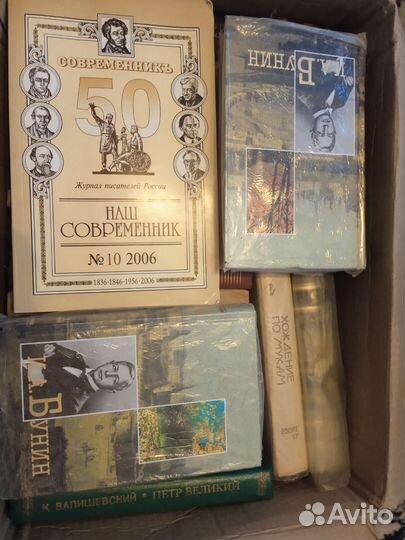 СОВРЕМЕННИКЪ
50
Журнал писателей России
НАШ
СОВРЕМЕННИК
№ 10 2006
1836·1846·1956·2006
И.А. БУНИН
И.А. БУНИН
1
ХОЖДЕНИЕ
ПО МУКАМ
К. ВАЛИШЕВСКИЙ • ПЕТР ВЕЛИКИЙ
Avito